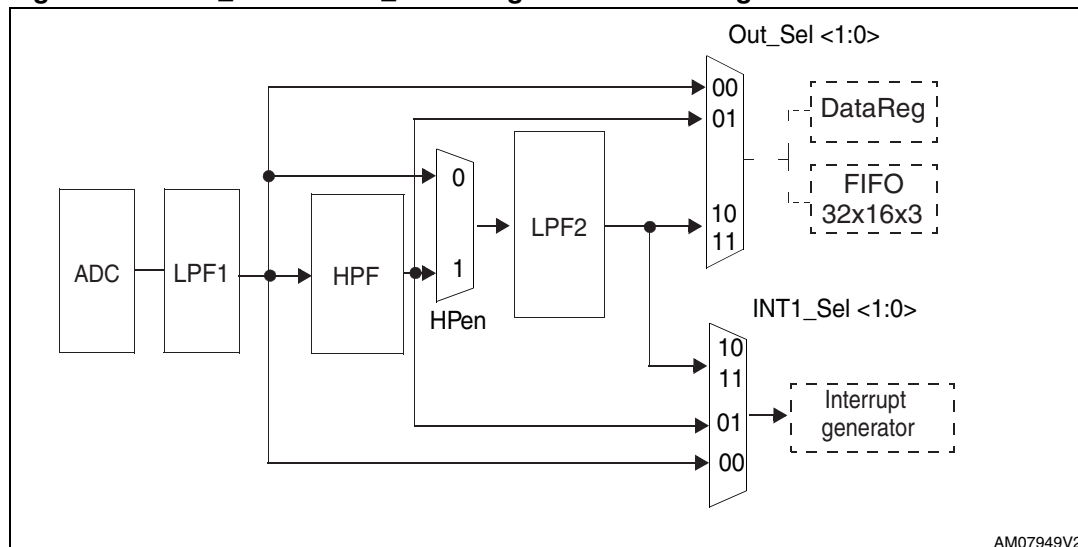 Out_Sel <1:0>
00
01
10
11
DataReg
FIFO
32x16x3
ADC
LPF1
HPF
0
1
HPen
LPF2
INT1_Sel <1:0>
10
11
01
00
Interrupt
generator
AM07949V2